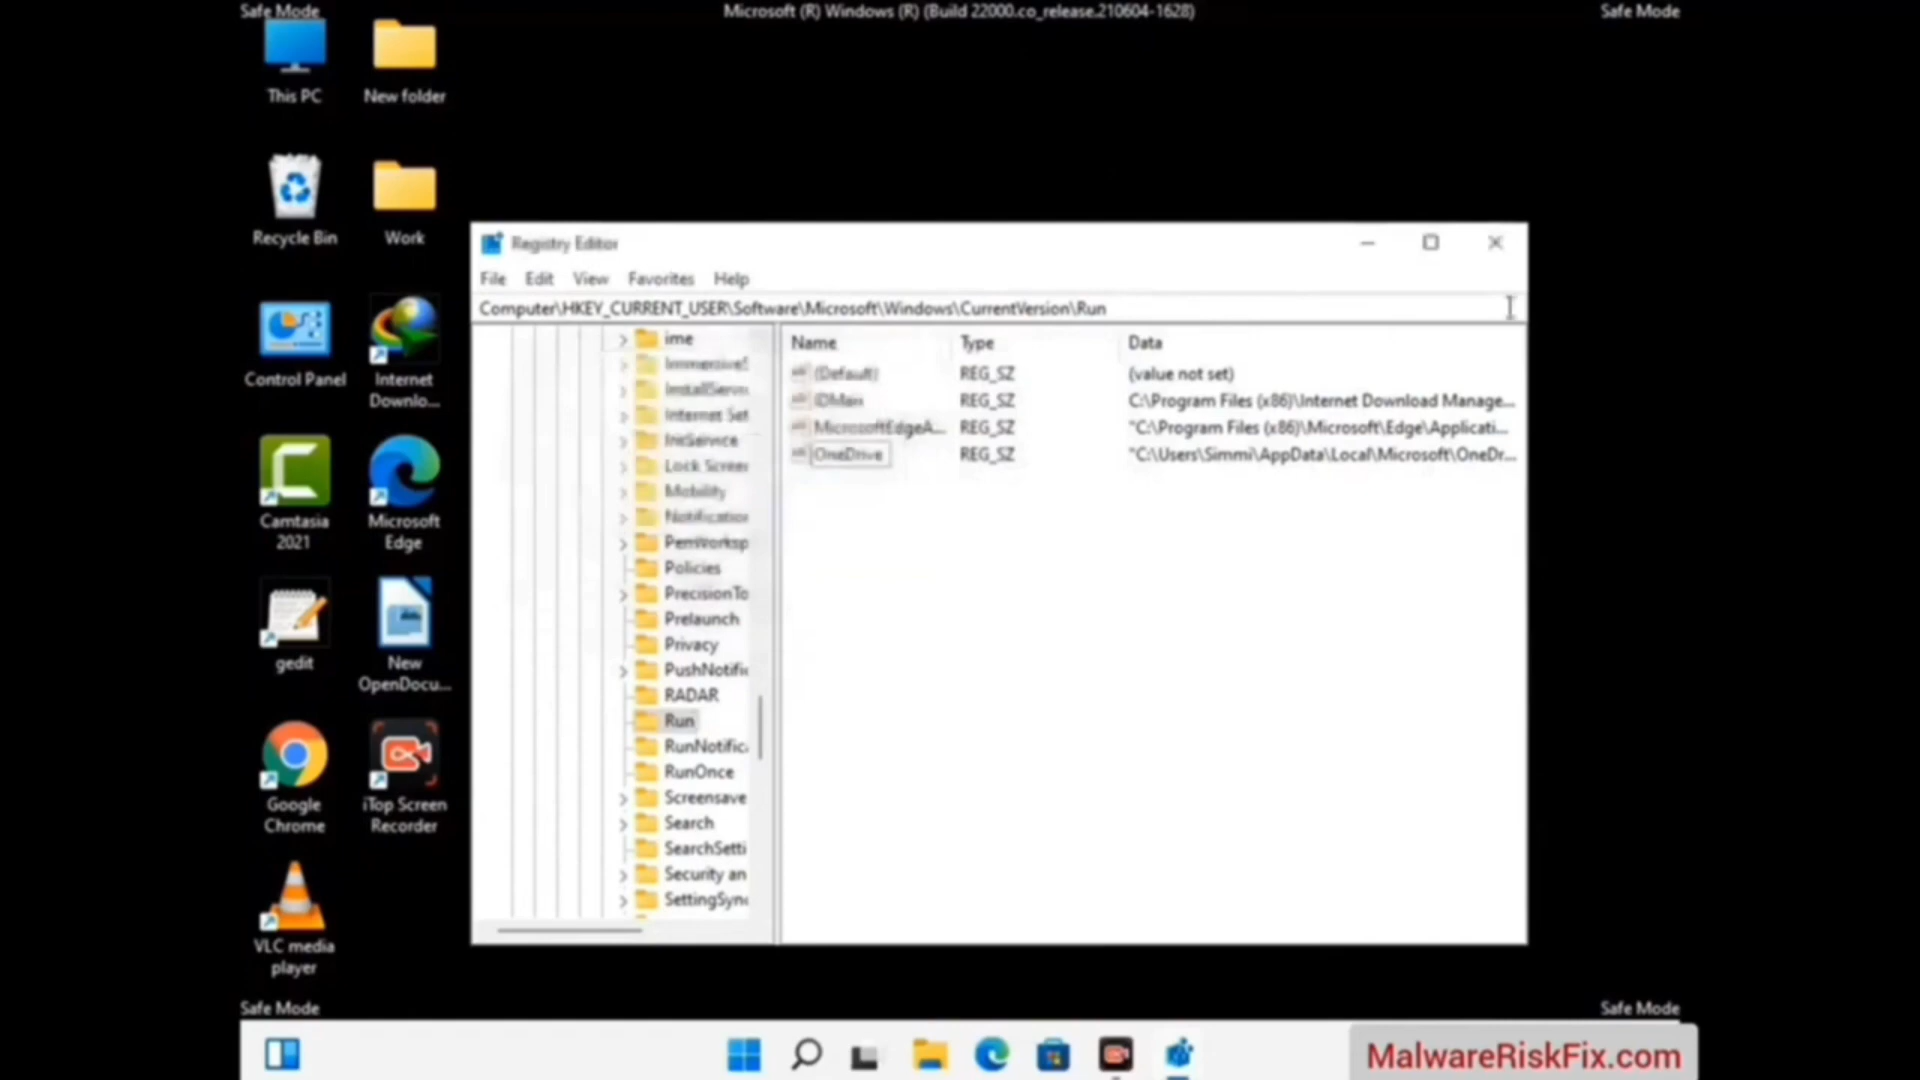 Safe Mode
Microsoft (R) Windows (R) (Build 22000.co_release.210604-1628)
Safe Mode
This PC
New folder
Recycle Bin
Work
Control Panel
Internet
Downlo...
Camtasia
2021
Microsoft
Edge
gedit
New
OpenDocu...
Google
Chrome
iTop Screen
Recorder
VLC media
player
Registry Editor
File Edit View Favorites Help
Computer\HKEY_CURRENT_USER\Software\Microsoft\Windows\CurrentVersion\Run
ime
ImmersiveS
InstallServi
Internet Set
Lock Screen
Mobility
Notification
PenWorksp
Policies
PrecisionTo
Prelaunch
Privacy
PushNotific
RADAR
Run
RunNotific
RunOnce
Screensave
Search
SearchSetti
Security an
SettingSync
Name Type Data
(Default) REG_SZ (value not set)
IDMan REG_SZ C:\Program Files (x86)\Internet Download Manage...
MicrosoftEdgeA... REG_SZ "C:\Program Files (x86)\Microsoft\Edge\Applicati...
OneDrive REG_SZ "C:\Users\Simmi\AppData\Local\Microsoft\OneDr...
Safe Mode
Safe Mode
MalwareRiskFix.com